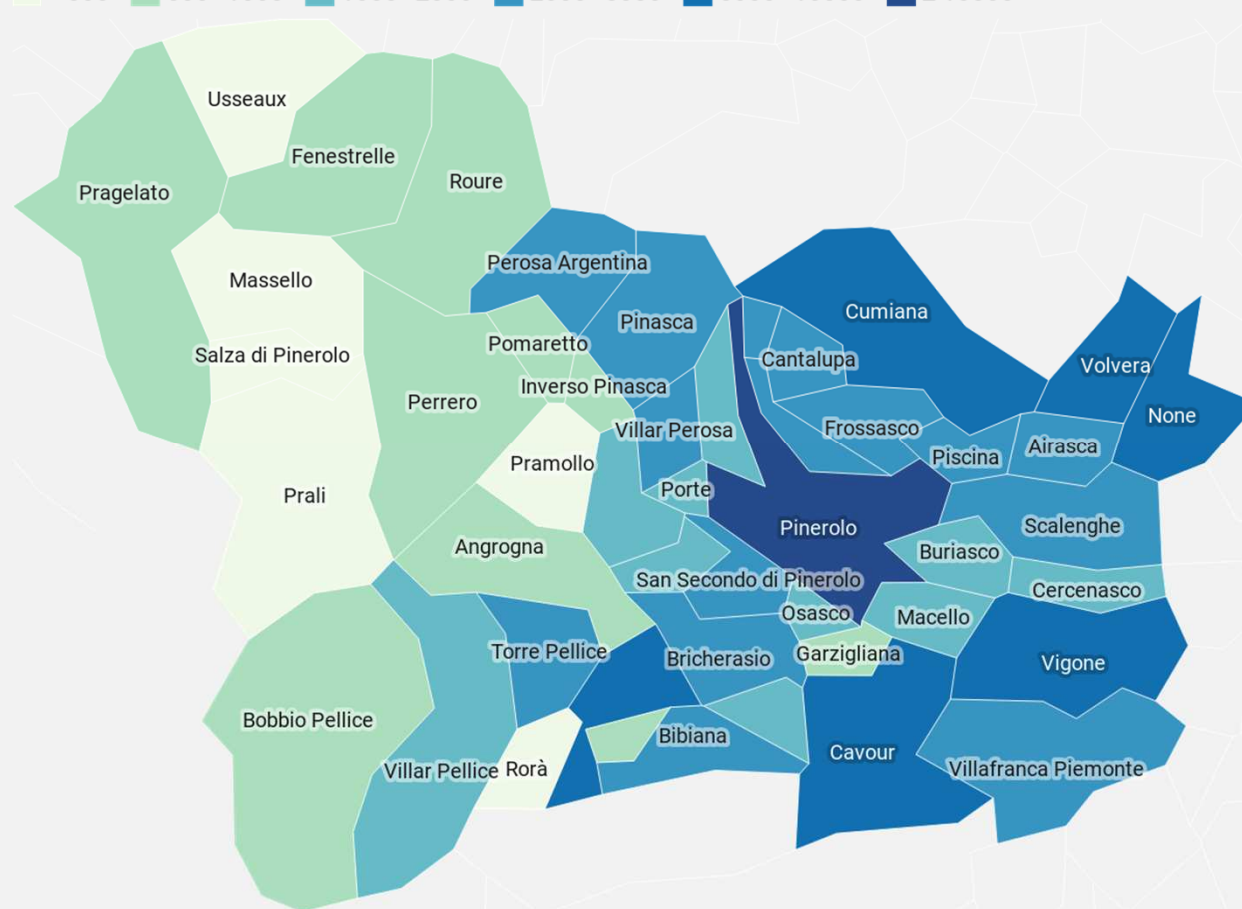 Usseaux
Fenestrelle
Roure
Pragelato
Massello
Perosa Argentina
Pinasca
Cumiana
Pomaretto
Salza di Pinerolo
Cantalupa
Volvera
Inverso Pinasca
Perrero
None
Villar Perosa
Frossasco
Airasca
Piscina
Pramollo
Porte
Prali
Pinerolo
Scalenghe
Angrogna
Buriasco
San Secondo di Pinerolo
Cercenasco
Osasco
Macello
Torre Pellice
Bricherasio
Garzigliana
Vigone
Bobbio Pellice
Bibiana
Cavour
Villar Pellice
Rorà
Villafranca Piemonte